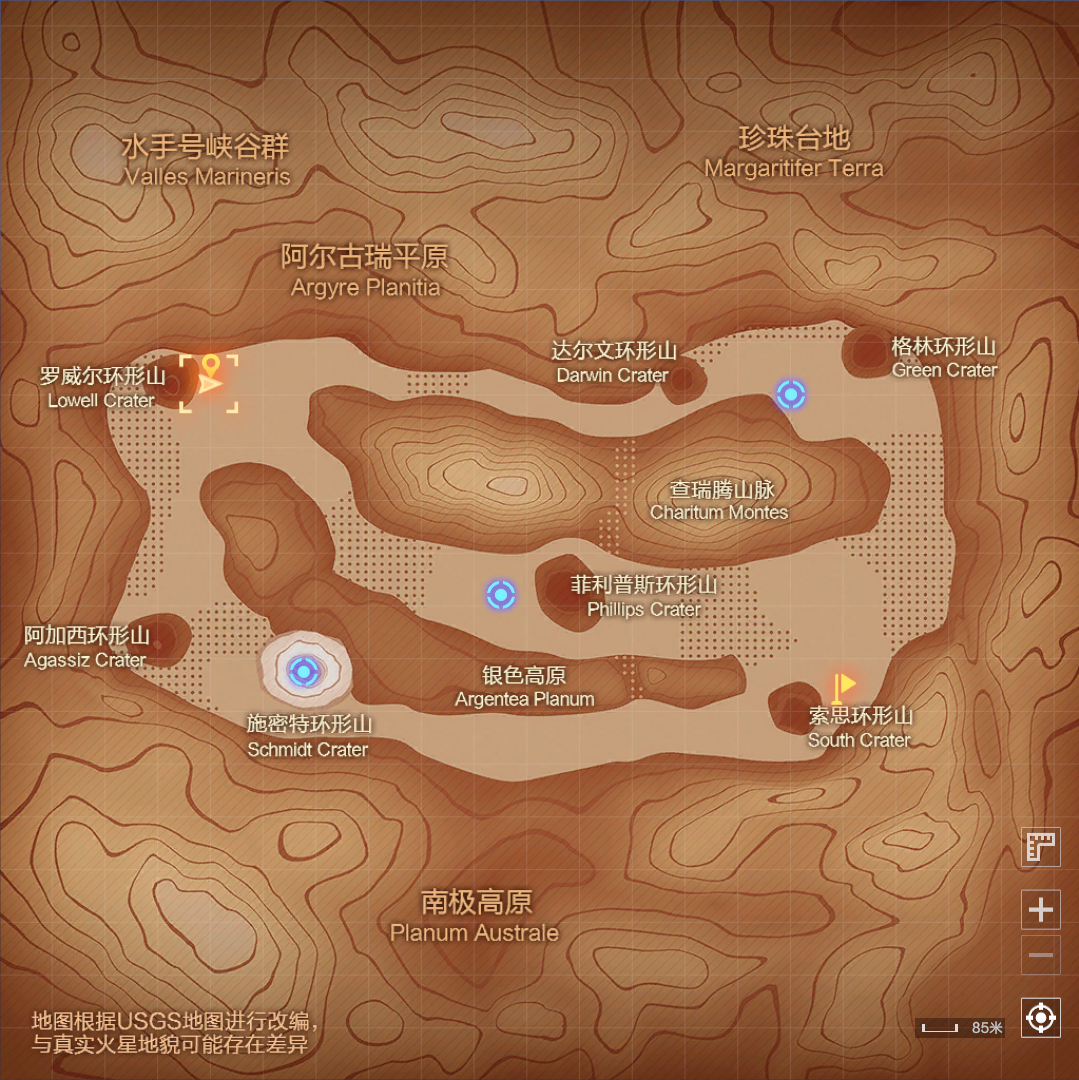 水手号峡谷群
Valles Marineris
珍珠台地
Margaritifer Terra
阿尔古瑞平原
Argyre Planitia
罗威尔环形山
Lowell Crater
达尔文环形山
Darwin Crater
格林环形山
Green Crater
查瑞腾山脉
Charitum Montes
菲利普斯环形山
Phillips Crater
阿加西环形山
Agassiz Crater
银色高原
Argentea Planum
施密特环形山
Schmidt Crater
索思环形山
South Crater
南极高原
Planum Australe
地图根据USGS地图进行改编，
与真实火星地貌可能存在差异
85米